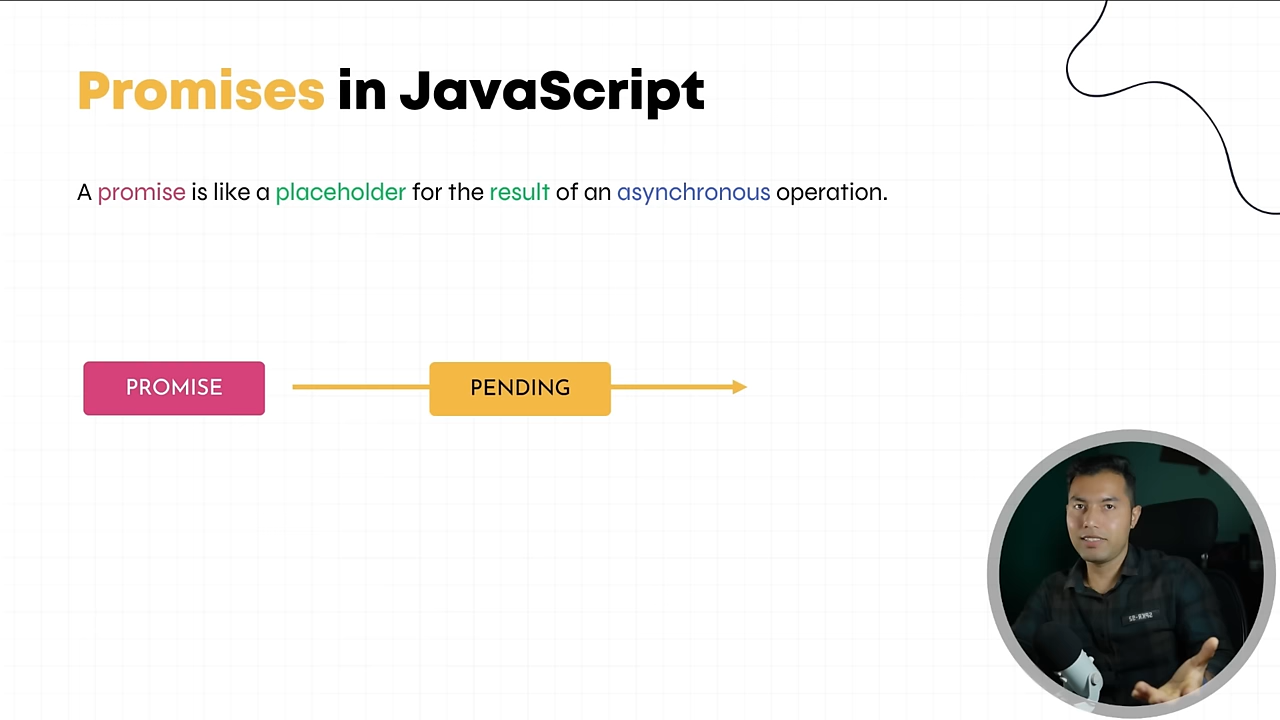 Promises in JavaScript
A promise is like a placeholder for the result of an asynchronous operation.
PROMISE
PENDING